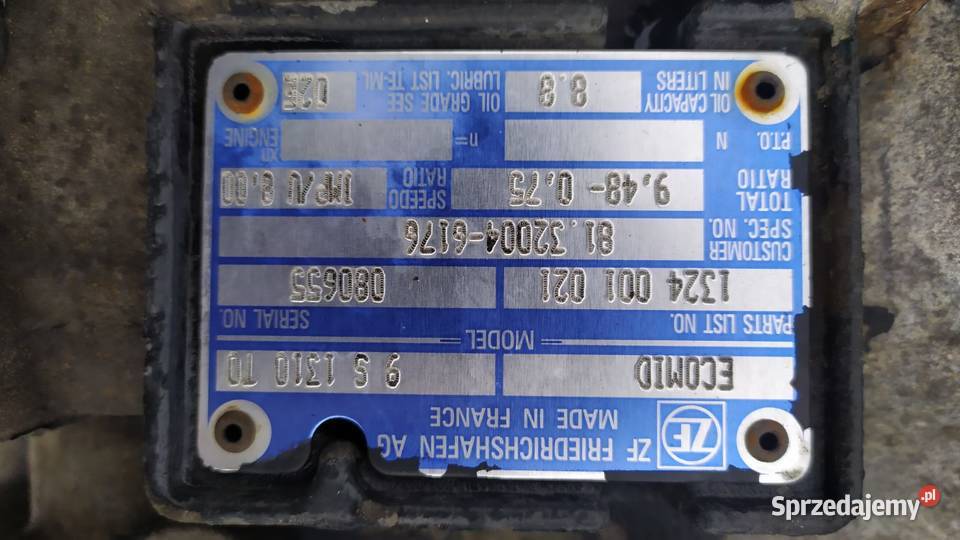 ZF
ZF FRIEDRICHSHAFEN AG
MADE IN FRANCE
ECOMID
MODEL
9 S 1310 TO
PARTS LIST NO.
SERIAL NO.
1324 001 021
080655
CUSTOMER SPEC. NO.
81.32004-6176
TOTAL RATIO
9,48- 0,75
SPEEDO RATIO
IMP/U 8,00
P.T.O.
N
n=
xn ENGINE
OIL CAPACITY IN LITERS
8.8
OIL GRADE SEE LUBRIC. LIST TE-ML
02E
Sprzedajemy.pl